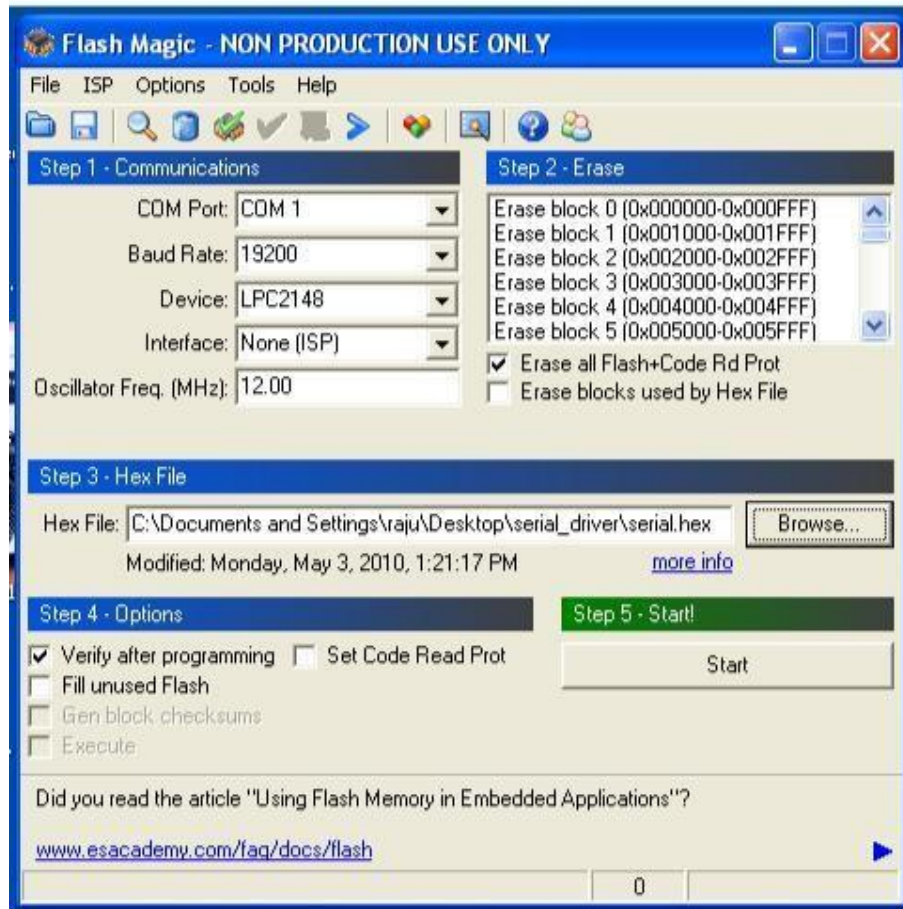 Flash Magic - NON PRODUCTION USE ONLY
File ISP Options Tools Help
Step 1 - Communications
COM Port: COM 1
Baud Rate: 19200
Device: LPC2148
Interface: None (ISP)
Oscillator Freq. (MHz): 12.00
Step 2 - Erase
Erase block 0 (0x000000-0x000FFF)
Erase block 1 (0x001000-0x001FFF)
Erase block 2 (0x002000-0x002FFF)
Erase block 3 (0x003000-0x003FFF)
Erase block 4 (0x004000-0x004FFF)
Erase block 5 (0x005000-0x005FFF)
Erase all Flash+Code Rd Prot
Erase blocks used by Hex File
Step 3 - Hex File
Hex File: C:\Documents and Settings\raju\Desktop\serial_driver\serial.hex Browse...
Modified: Monday, May 3, 2010, 1:21:17 PM more info
Step 4 - Options
Verify after programming Set Code Read Prot
Fill unused Flash
Gen block checksums
Execute
Step 5 - Start!
Start
Did you read the article "Using Flash Memory in Embedded Applications"?
www.esacademy.com/faq/docs/flash
0